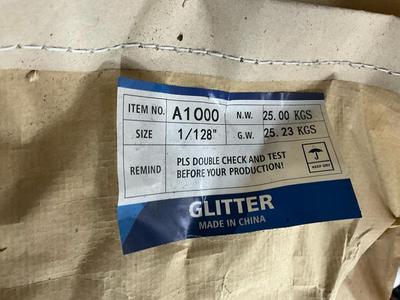 ITEM NO. A1000 N.W. 25.00 KGS
SIZE 1/128" G.W. 25.23 KGS
REMIND PLS DOUBLE CHECK AND TEST
BEFORE YOUR PRODUCTION!
KEEP DRY
GLITTER
MADE IN CHINA